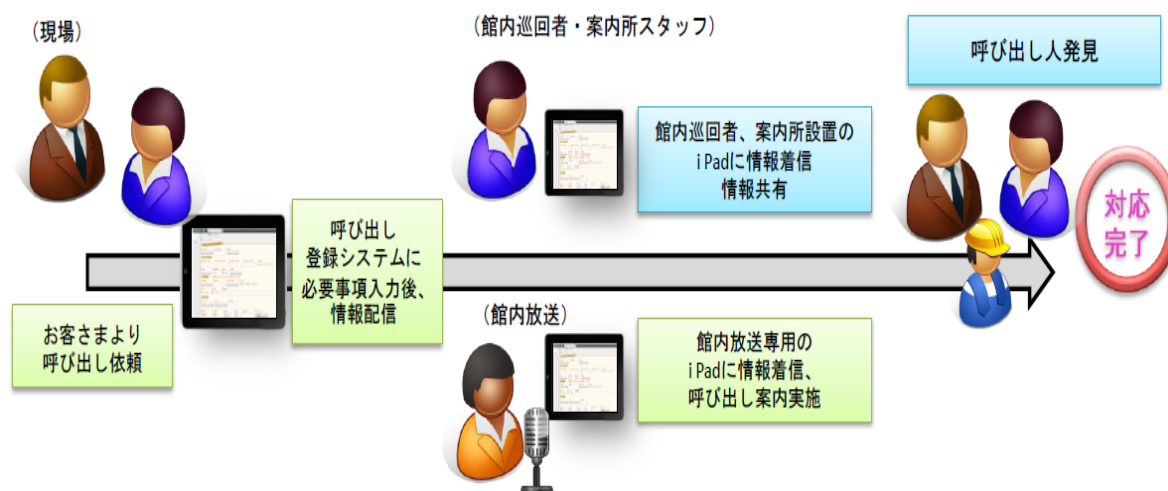 （現場）
お客さまより
呼び出し依頼
呼び出し
登録システムに
必要事項入力後、
情報配信
（館内巡回者・案内所スタッフ）
館内巡回者、案内所設置の
iPadに情報着信
情報共有
（館内放送）
館内放送専用の
iPadに情報着信、
呼び出し案内実施
呼び出し人発見
対応
完了